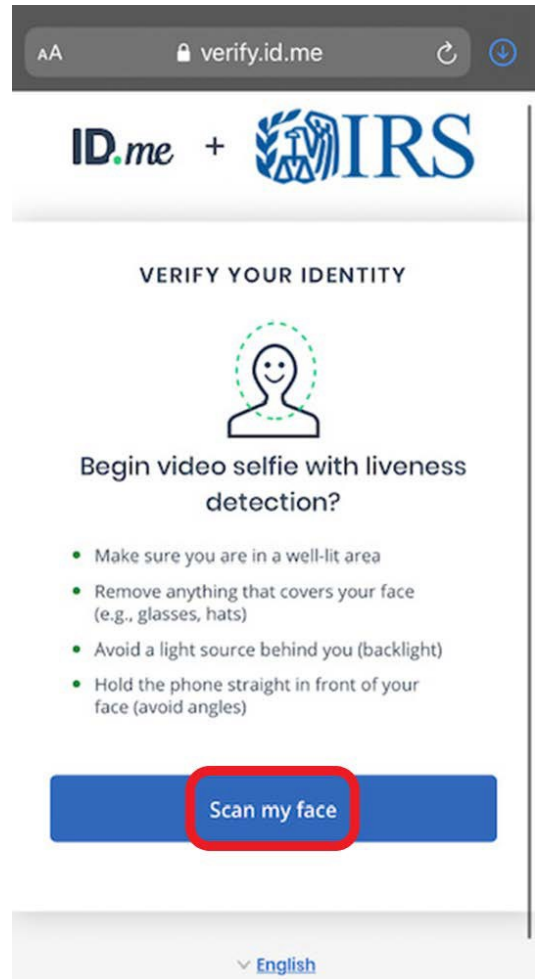 AA verify.id.me
ID.me + IRS
VERIFY YOUR IDENTITY
Begin video selfie with liveness
detection?
• Make sure you are in a well-lit area
• Remove anything that covers your face
(e.g., glasses, hats)
• Avoid a light source behind you (backlight)
• Hold the phone straight in front of your
face (avoid angles)
Scan my face
English